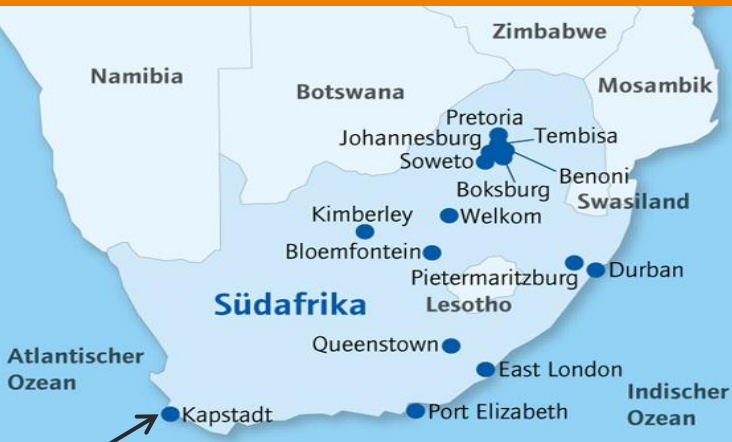 Zimbabwe
Namibia
Botswana
Mosambik
Pretoria
Johannesburg
Tembisa
Soweto
Benoni
Boksburg
Swasiland
Kimberley
Welkom
Bloemfontein
Pietermaritzburg
Durban
Südafrika
Lesotho
Queenstown
Atlantischer
Ozean
East London
Indischer
Ozean
Kapstadt
Port Elizabeth